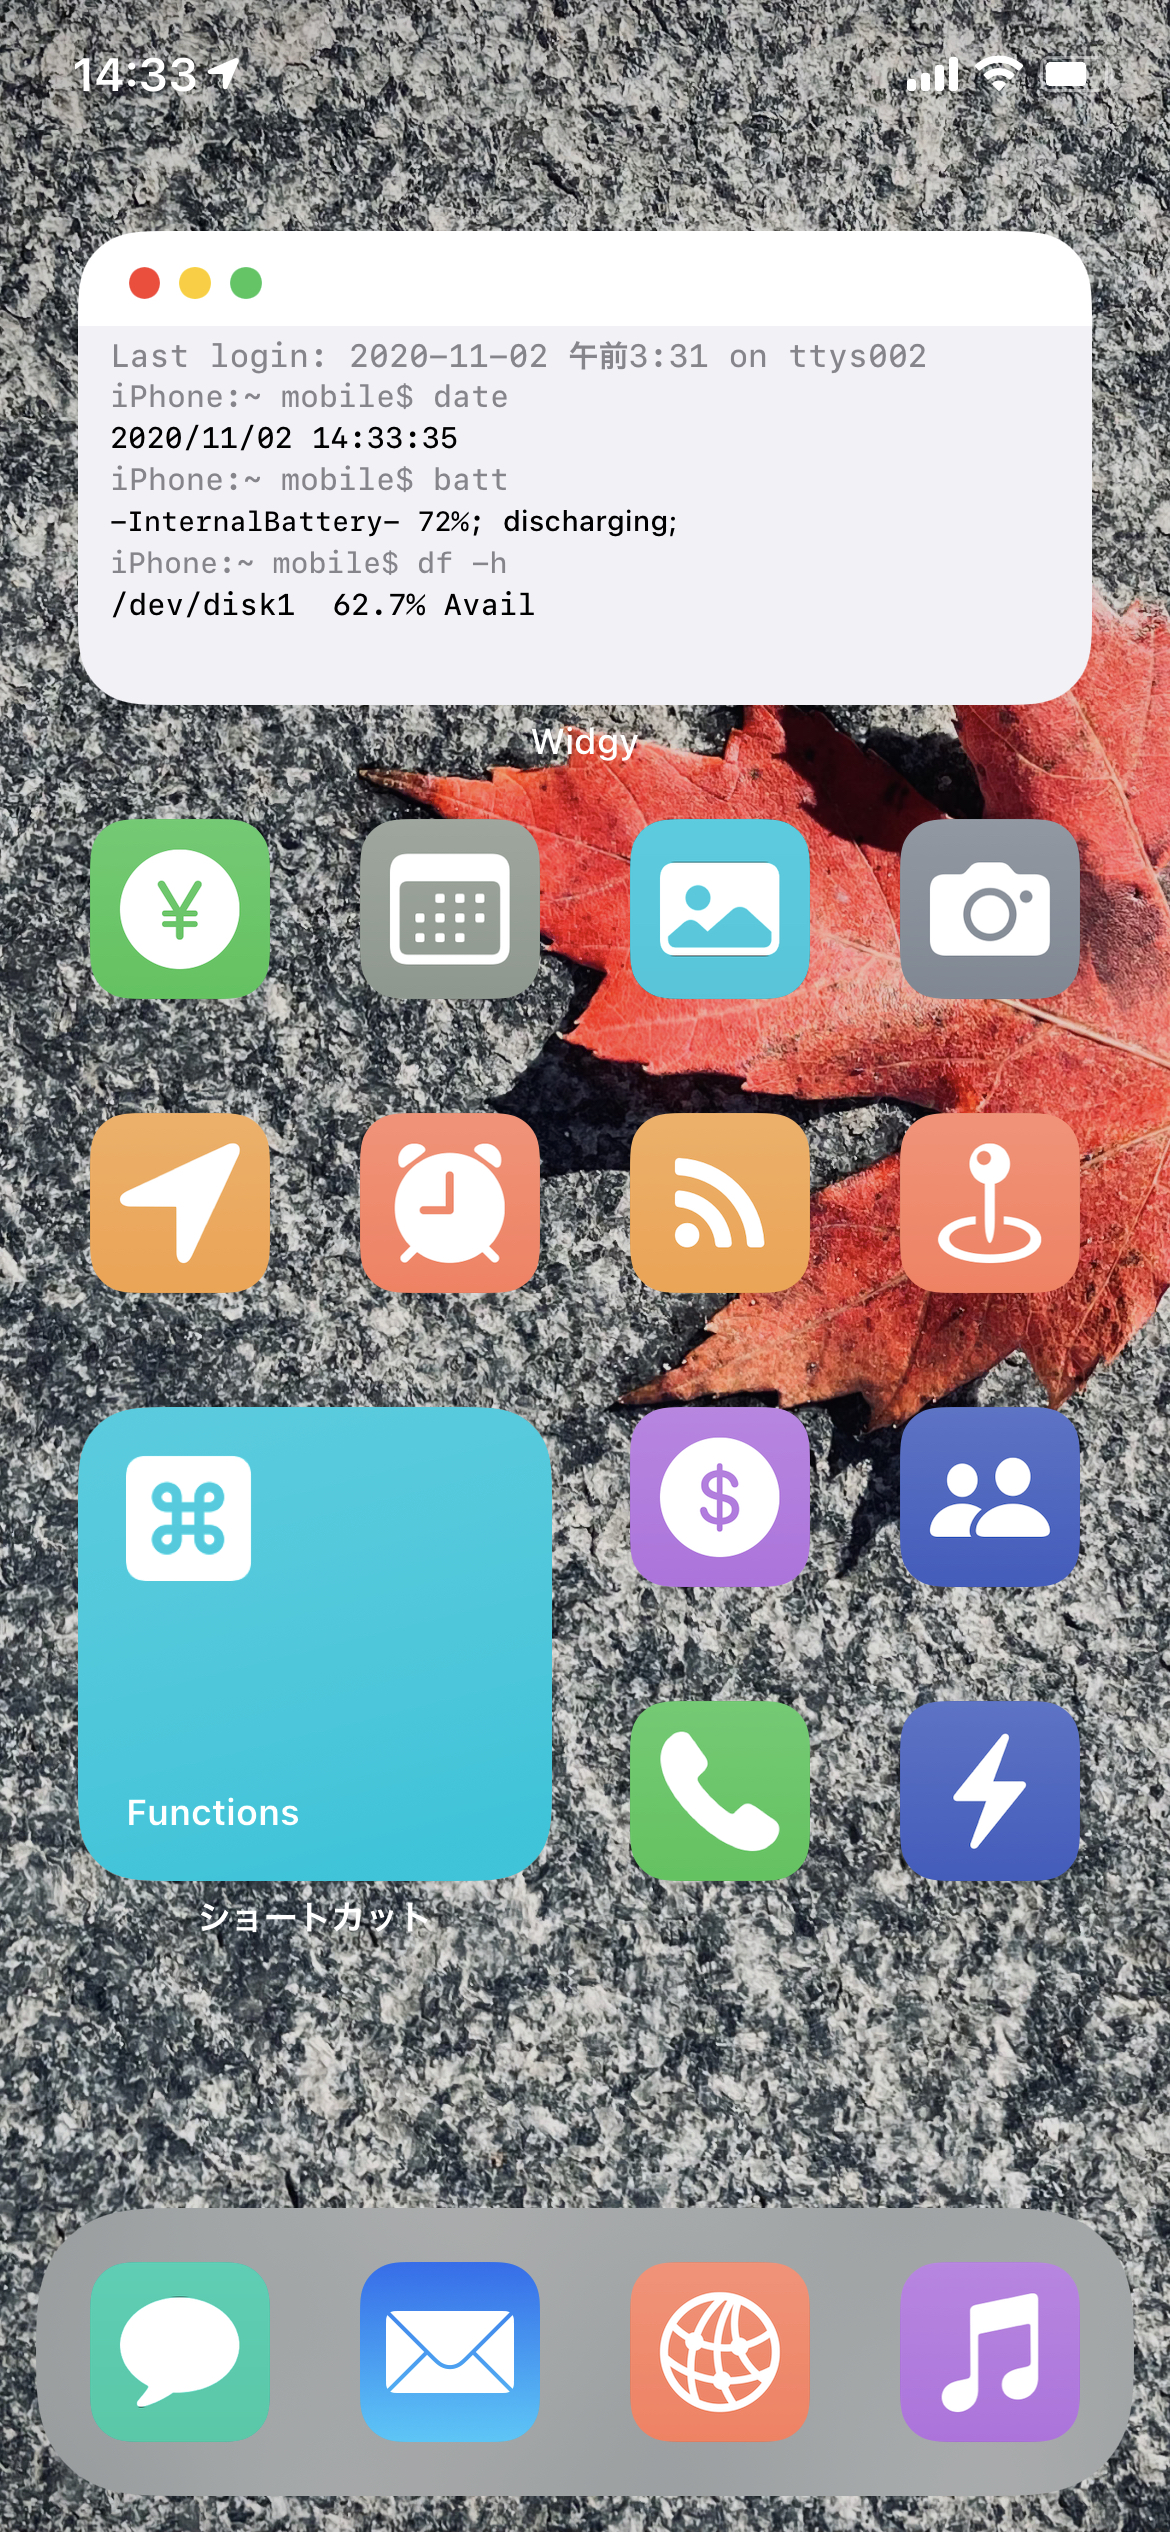 14:33
Last login: 2020-11-02 午前3:31 on ttys002
iPhone:~ mobile$ date
2020/11/02 14:33:35
iPhone:~ mobile$ batt
-InternalBattery- 72%; discharging;
iPhone:~ mobile$ df -h
/dev/disk1  62.7% Avail
Widgy
¥
$
Functions
ショートカット